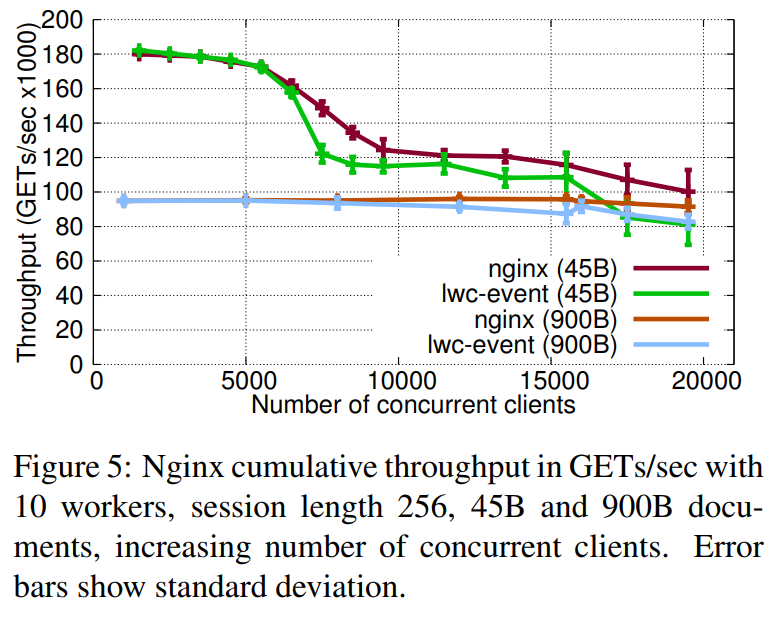 200
180
160
140
120
100
80
60
40
20
0
Throughput (GETs/sec x1000)
nginx (45B)
lwc-event (45B)
nginx (900B)
lwc-event (900B)
0 5000 10000 15000 20000
Number of concurrent clients
Figure 5: Nginx cumulative throughput in GETs/sec with
10 workers, session length 256, 45B and 900B docu-
ments, increasing number of concurrent clients. Error
bars show standard deviation.